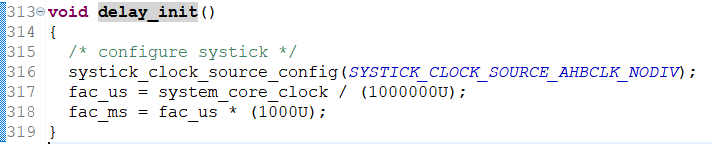 313 void delay_init()
314 {
315   /* configure systick */
316   systick_clock_source_config(SYSTICK_CLOCK_SOURCE_AHBCLK_NODIV);
317   fac_us = system_core_clock / (1000000U);
318   fac_ms = fac_us * (1000U);
319 }